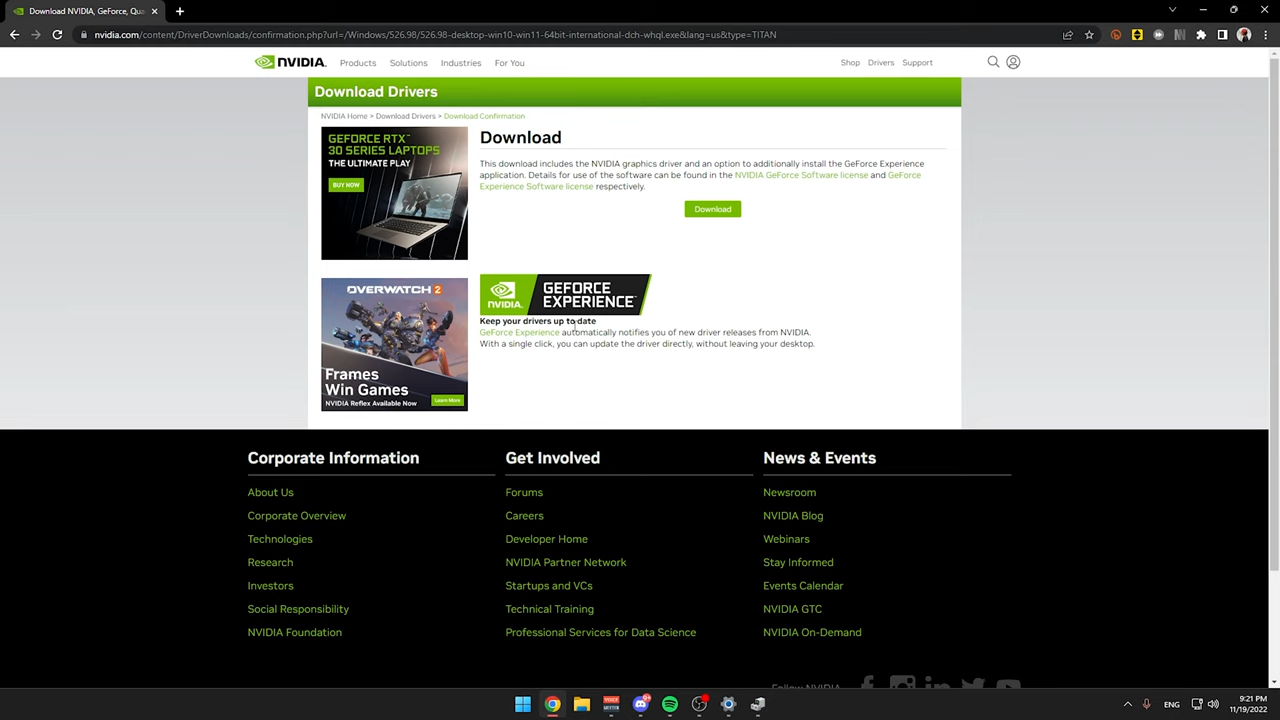 Download NVIDIA, GeForce, Qua
nvidia.com/content/DriverDownloads/confirmation.php?url=/Windows/526.98/526.98-desktop-win10-win11-64bit-international-dch-whql.exe&lang=us&type=TITAN
NVIDIA.
Products
Solutions
Industries
For You
Shop
Drivers
Support
Download Drivers
NVIDIA Home > Download Drivers > Download Confirmation
GEFORCE RTX™
30 SERIES LAPTOPS
THE ULTIMATE PLAY
BUY NOW
Download
This download includes the NVIDIA graphics driver and an option to additionally install the GeForce Experience
application. Details for use of the software can be found in the NVIDIA GeForce Software license and GeForce
Experience Software license respectively.
Download
OVERWATCH 2
Frames
Win Games
NVIDIA Reflex Available Now
Learn More
NVIDIA.
GEFORCE
EXPERIENCE™
Keep your drivers up to date
GeForce Experience automatically notifies you of new driver releases from NVIDIA.
With a single click, you can update the driver directly, without leaving your desktop.
Corporate Information
About Us
Corporate Overview
Technologies
Research
Investors
Social Responsibility
NVIDIA Foundation
Get Involved
Forums
Careers
Developer Home
NVIDIA Partner Network
Startups and VCs
Technical Training
Professional Services for Data Science
News & Events
Newsroom
NVIDIA Blog
Webinars
Stay Informed
Events Calendar
NVIDIA GTC
NVIDIA On-Demand
Follow NVIDIA
ENG
9:21 PM
11/19/2022